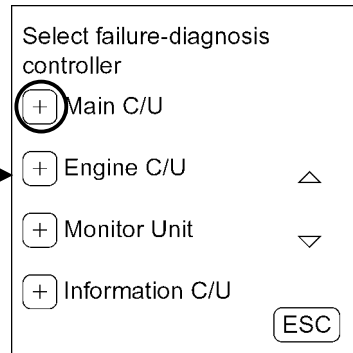 Select failure-diagnosis
controller
+ Main C/U
+ Engine C/U
+ Monitor Unit
+ Information C/U
ESC